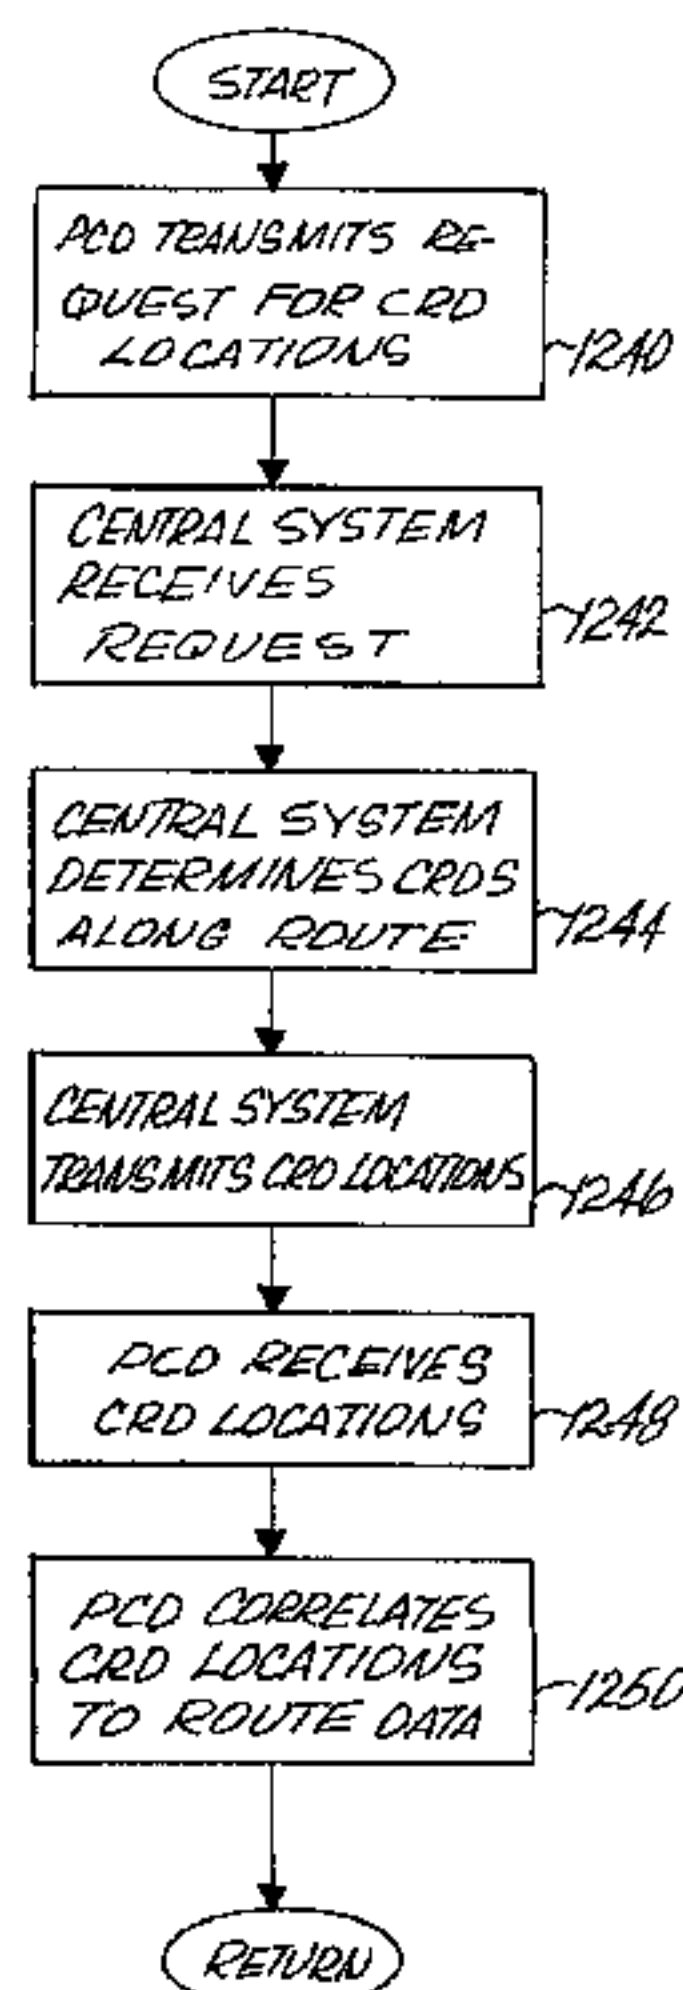 START
PCD TRANSMITS RE-
QUEST FOR CRD
LOCATIONS
1240
CENTRAL SYSTEM
RECEIVES
REQUEST
1242
CENTRAL SYSTEM
DETERMINES CRDS
ALONG ROUTE
1244
CENTRAL SYSTEM
TRANSMITS CRD LOCATIONS
1246
PCD RECEIVES
CRD LOCATIONS
1248
PCD CORRELATES
CRD LOCATIONS
TO ROUTE DATA
1250
RETURN